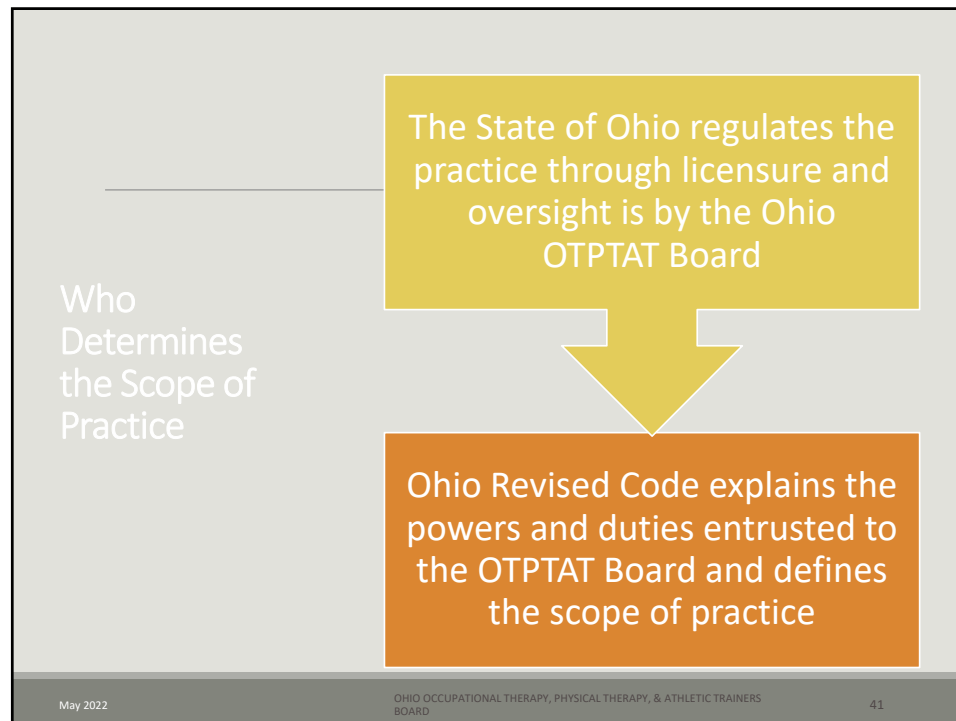 Who
Determines
the Scope of
Practice
The State of Ohio regulates the
practice through licensure and
oversight is by the Ohio
OTPTAT Board
Ohio Revised Code explains the
powers and duties entrusted to
the OTPTAT Board and defines
the scope of practice
May 2022
OHIO OCCUPATIONAL THERAPY, PHYSICAL THERAPY, & ATHLETIC TRAINERS
BOARD
41